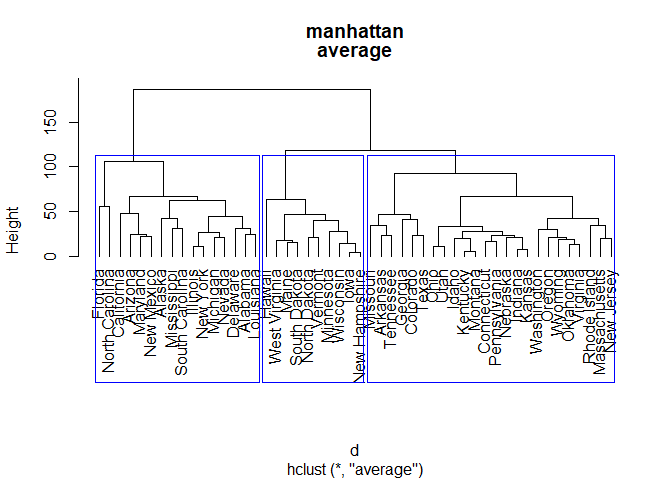 manhattan
average
Height
0
50
100
150
Florida
North Carolina
California
Arizona
Maryland
New Mexico
Alaska
Mississippi
South Carolina
Illinois
New York
Michigan
Nevada
Delaware
Alabama
Louisiana
Hawaii
West Virginia
Maine
South Dakota
North Dakota
Vermont
Minnesota
Wisconsin
Iowa
New Hampshire
Missouri
Arkansas
Tennessee
Georgia
Colorado
Texas
Ohio
Utah
Idaho
Kentucky
Montana
Connecticut
Pennsylvania
Nebraska
Indiana
Kansas
Washington
Oregon
Wyoming
Oklahoma
Virginia
Rhode Island
Massachusetts
New Jersey
d
hclust (*, "average")